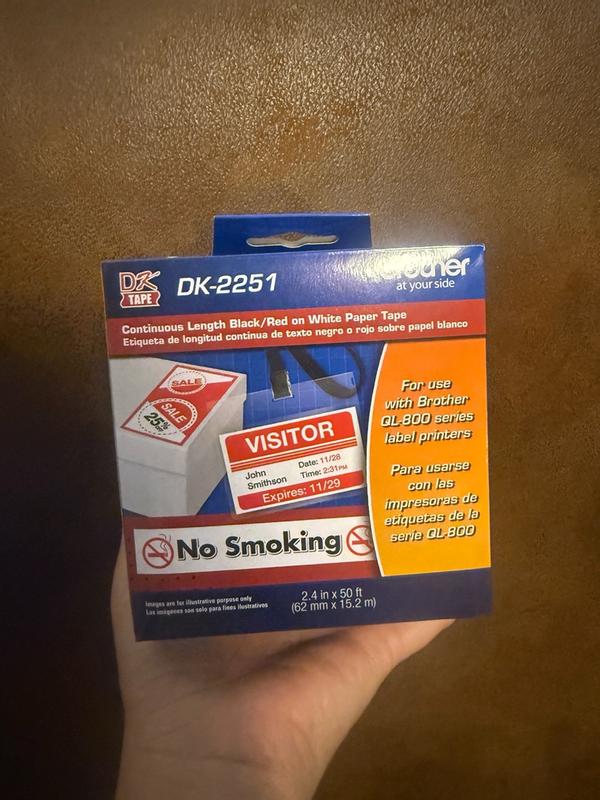 DK
TAPE
DK-2251
brother
at your side
Continuous Length Black/Red on White Paper Tape
Etiqueta de longitud continua de texto negro o rojo sobre papel blanco
SALE
SALE
25%
VISITOR
John
Smithson
Date: 11/28
Time: 2:31PM
Expires: 11/29
No Smoking
For use
with Brother
QL-800 series
label printers
Para usarse
con las
impresoras de
etiquetas de la
serie QL-800
Images are for illustrative purpose only
Las imágenes son solo para fines ilustrativos
2.4 in x 50 ft
(62 mm x 15.2 m)